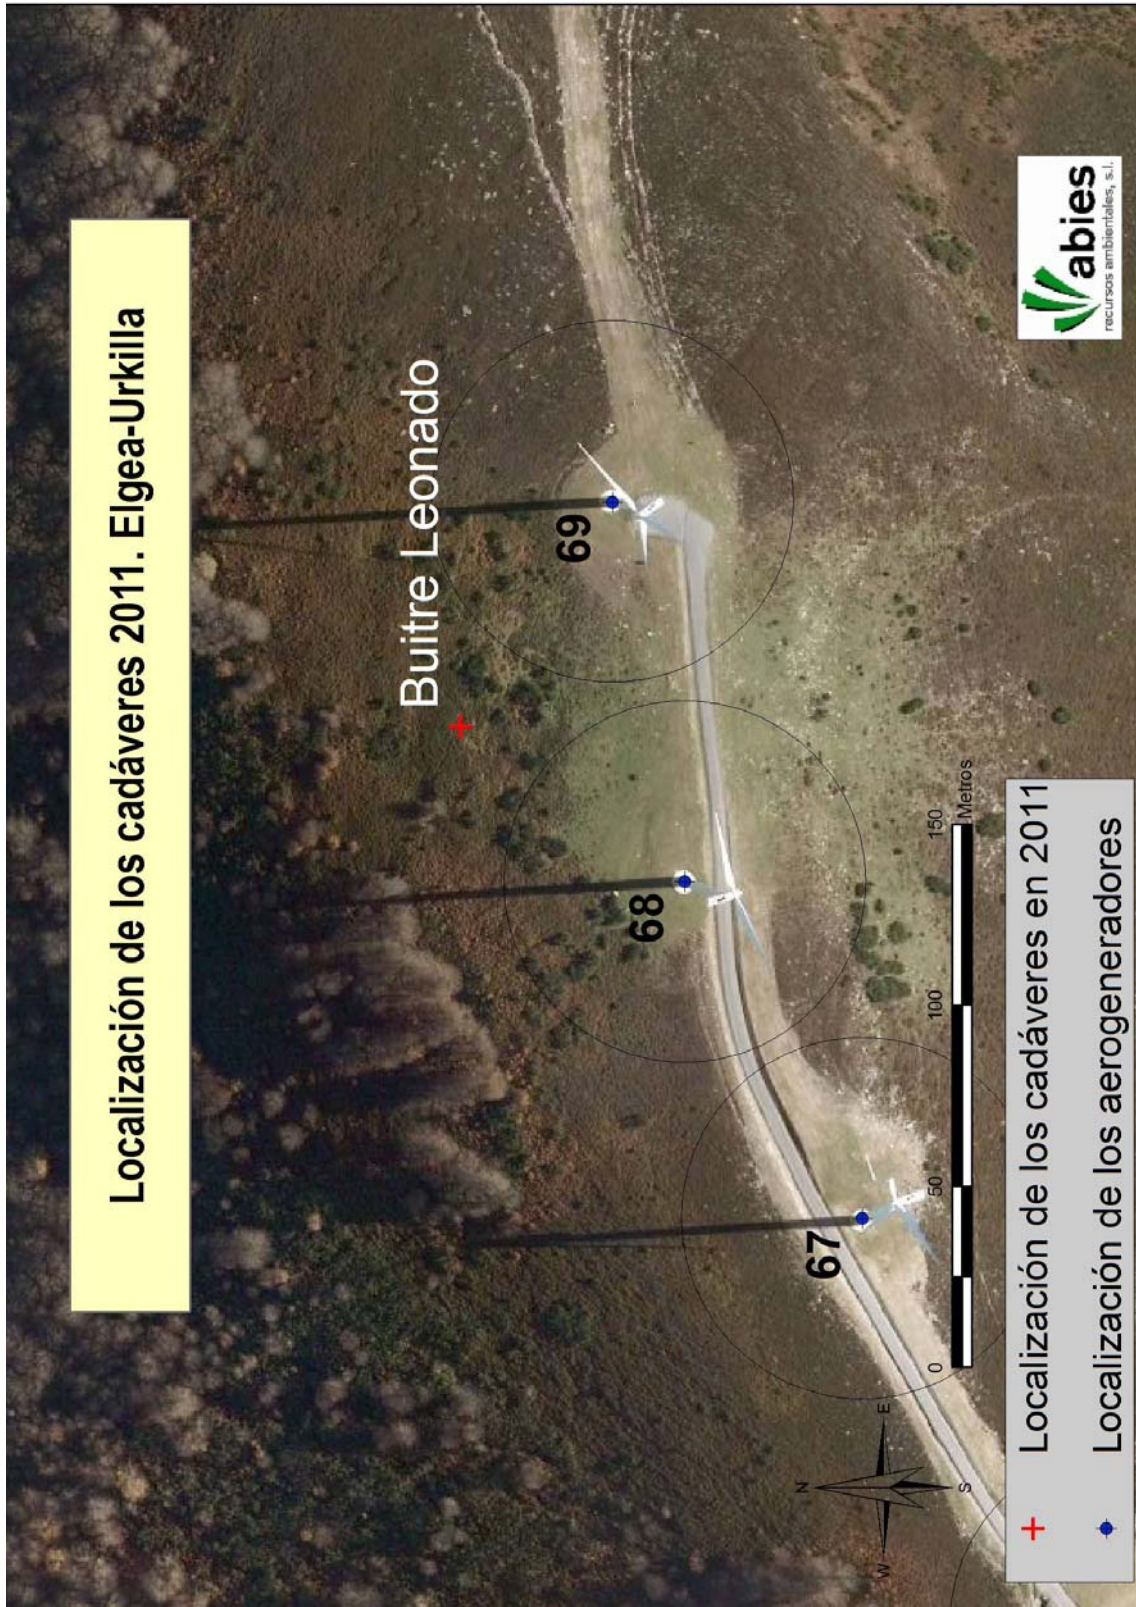 Localización de los cadáveres 2011. Elgea-Urkilla
Buitre Leonado
69
68
67
N
W
E
S
0
50
100
150
Metros
Localización de los cadáveres en 2011
Localización de los aerogeneradores
abies
recursos ambientales, s.l.